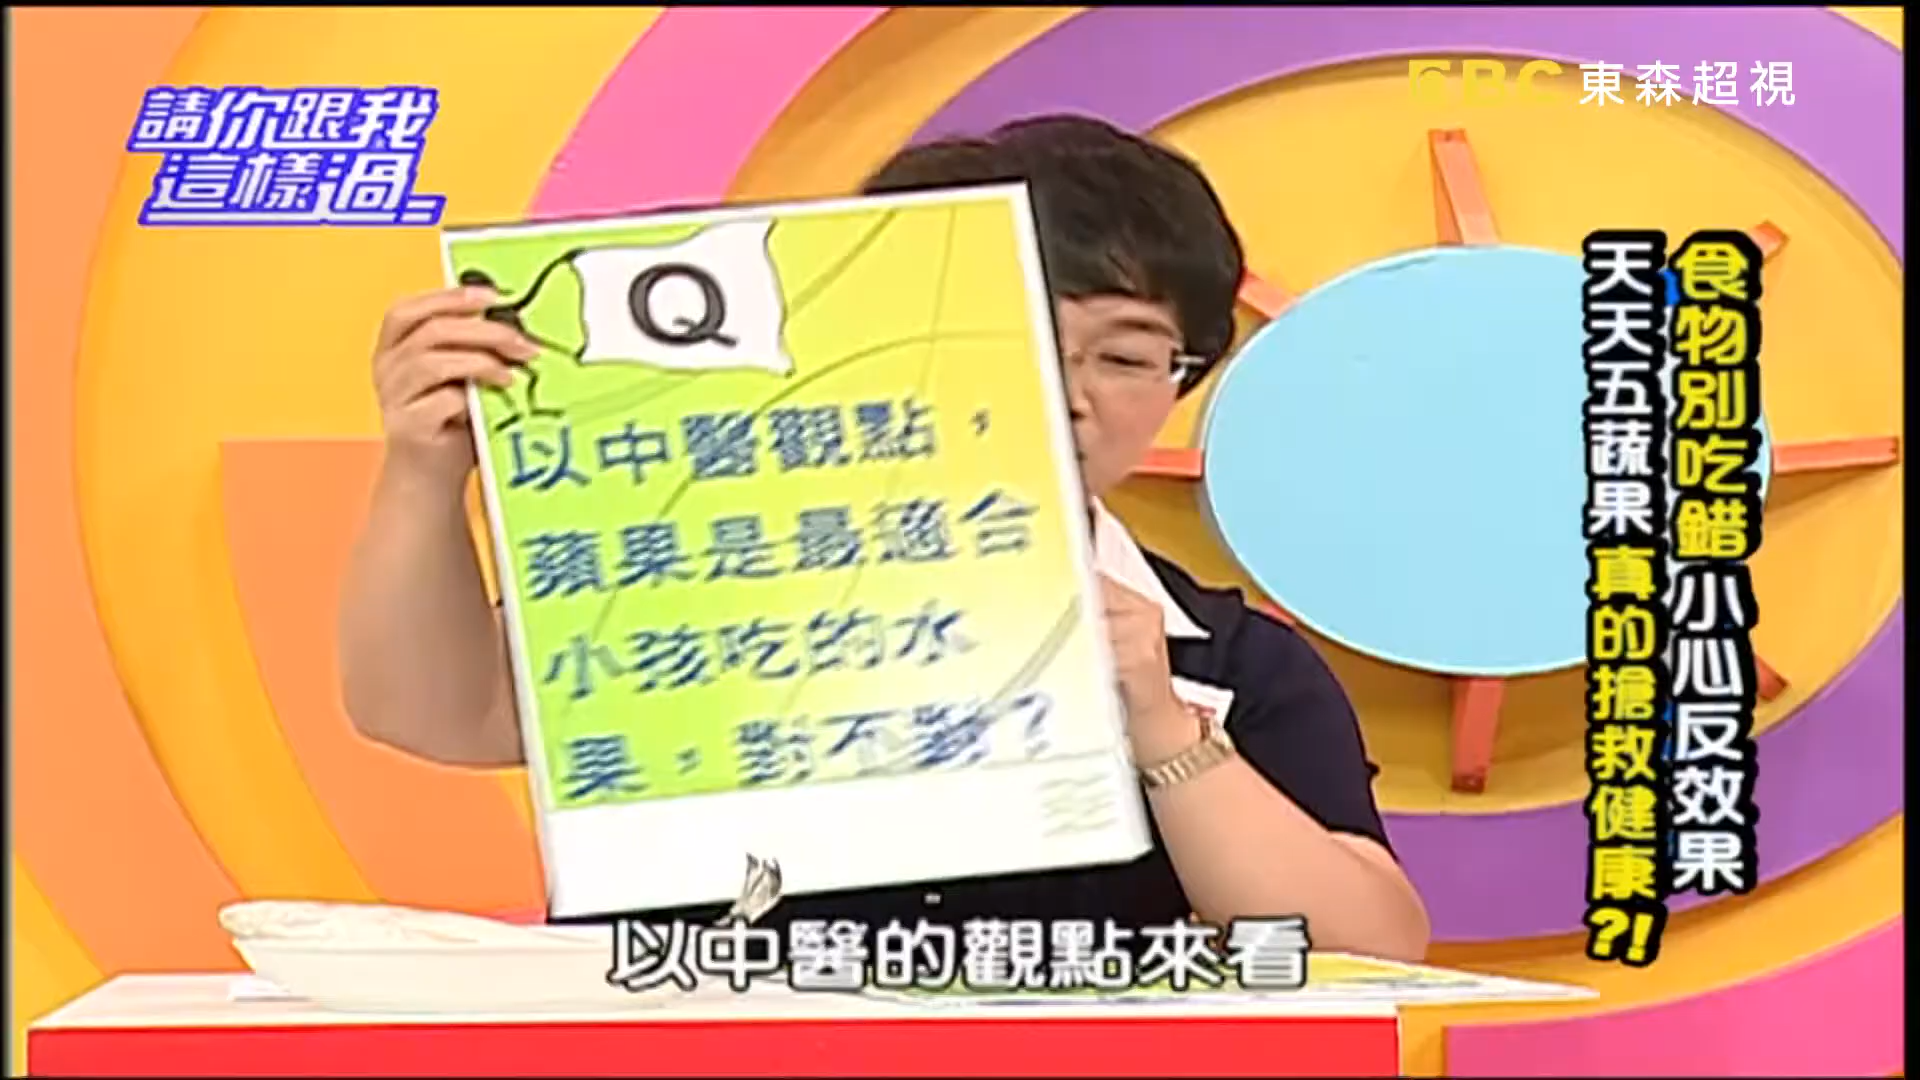 請你跟我
這樣過
EBC 東森超視
Q
以中醫觀點，
蘋果是最適合
小孩吃的水
果，對不對？
食物別吃錯小心反效果
天天五蔬果真的搶救健康?!
以中醫的觀點來看